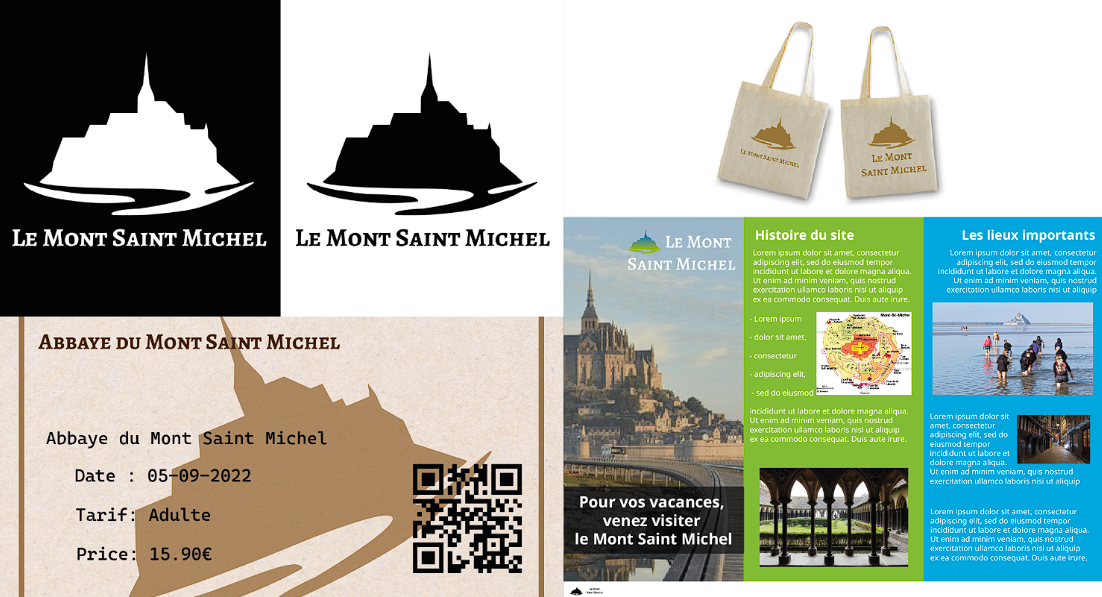 LE MONT SAINT MICHEL
LE MONT SAINT MICHEL
ABBAYE DU MONT SAINT MICHEL
Abbaye du Mont Saint Michel
Date : 05-09-2022
Tarif: Adulte
Price: 15.90€
LE MONT SAINT MICHEL
LE MONT
SAINT MICHEL
LE MONT
SAINT MICHEL
Pour vos vacances,
venez visiter
le Mont Saint Michel
Histoire du site
Lorem ipsum dolor sit amet, consectetur
adipiscing elit, sed do eiusmod tempor
incididunt ut labore et dolore magna aliqua.
Ut enim ad minim veniam, quis nostrud
exercitation ullamco laboris nisi ut aliquip
ex ea commodo consequat. Duis aute irure.
- Lorem ipsum
- dolor sit amet,
- consectetur
- adipiscing elit,
- sed do eiusmod
Mont-St-Michel
incididunt ut labore et dolore magna aliqua.
Ut enim ad minim veniam, quis nostrud
exercitation ullamco laboris nisi ut aliquip
ex ea commodo consequat. Duis aute irure.
Les lieux importants
Lorem ipsum dolor sit amet, consectetur
adipiscing elit, sed do eiusmod tempor
incididunt ut labore et dolore magna aliqua.
Ut enim ad minim veniam, quis nostrud
exercitation ullamco laboris nisi ut aliquip
Lorem ipsum dolor sit
amet, consectetur
adipiscing elit, sed do
eiusmod tempor
incididunt ut labore et
dolore magna aliqua.
Ut enim ad minim veniam, quis nostrud
exercitation ullamco laboris nisi ut aliquip
Lorem ipsum dolor sit amet, consectetur
adipiscing elit, sed do eiusmod tempor
incididunt ut labore et dolore magna aliqua.
Ut enim ad minim veniam, quis nostrud
exercitation ullamco laboris nisi ut aliquip
ex ea commodo consequat. Duis aute irure.